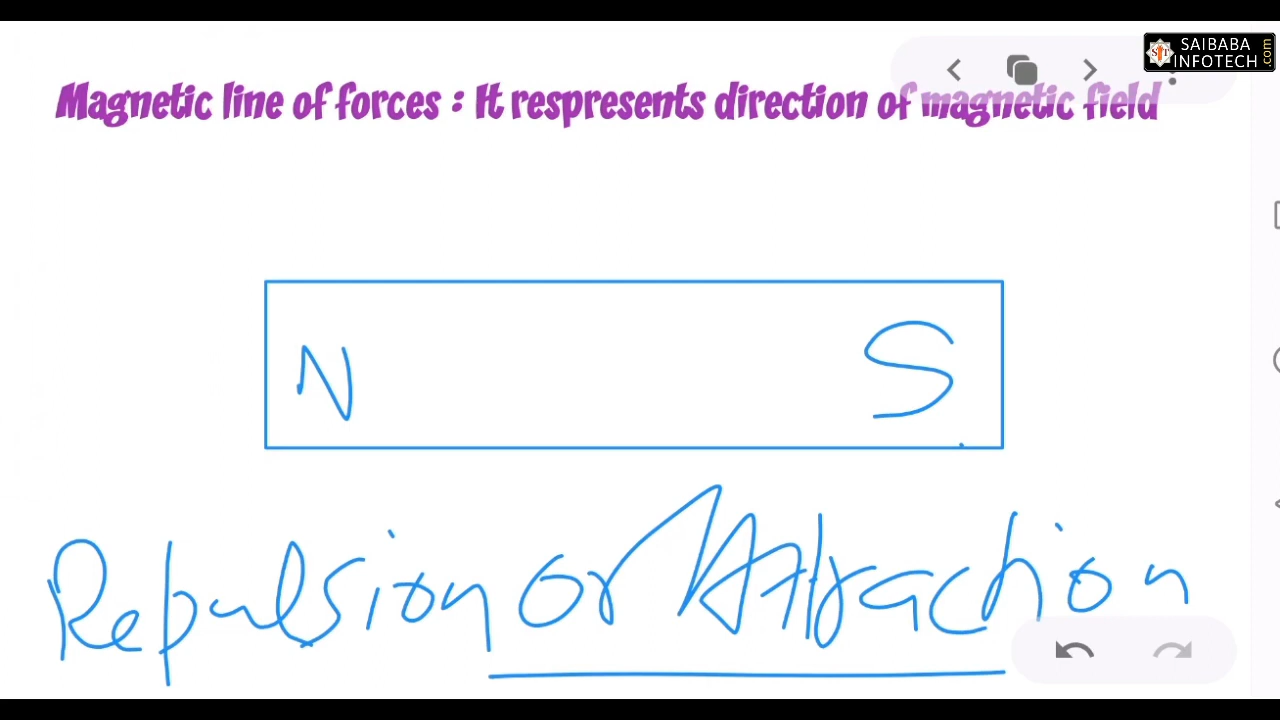 SAIBABA
INFOTECH .com
Magnetic line of forces : It respresents direction of magnetic field
N S
Repulsion or Attraction